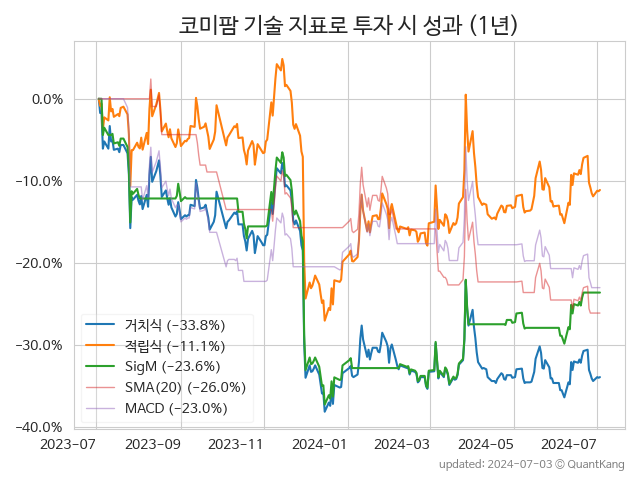 코미팜 기술 지표로 투자 시 성과 (1년)
0.0%
−10.0%
−20.0%
−30.0%
−40.0%
거치식 (−33.8%)
적립식 (−11.1%)
SigM (−23.6%)
SMA(20) (−26.0%)
MACD (−23.0%)
2023-07 2023-09 2023-11 2024-01 2024-03 2024-05 2024-07
updated: 2024-07-03 © QuantKang